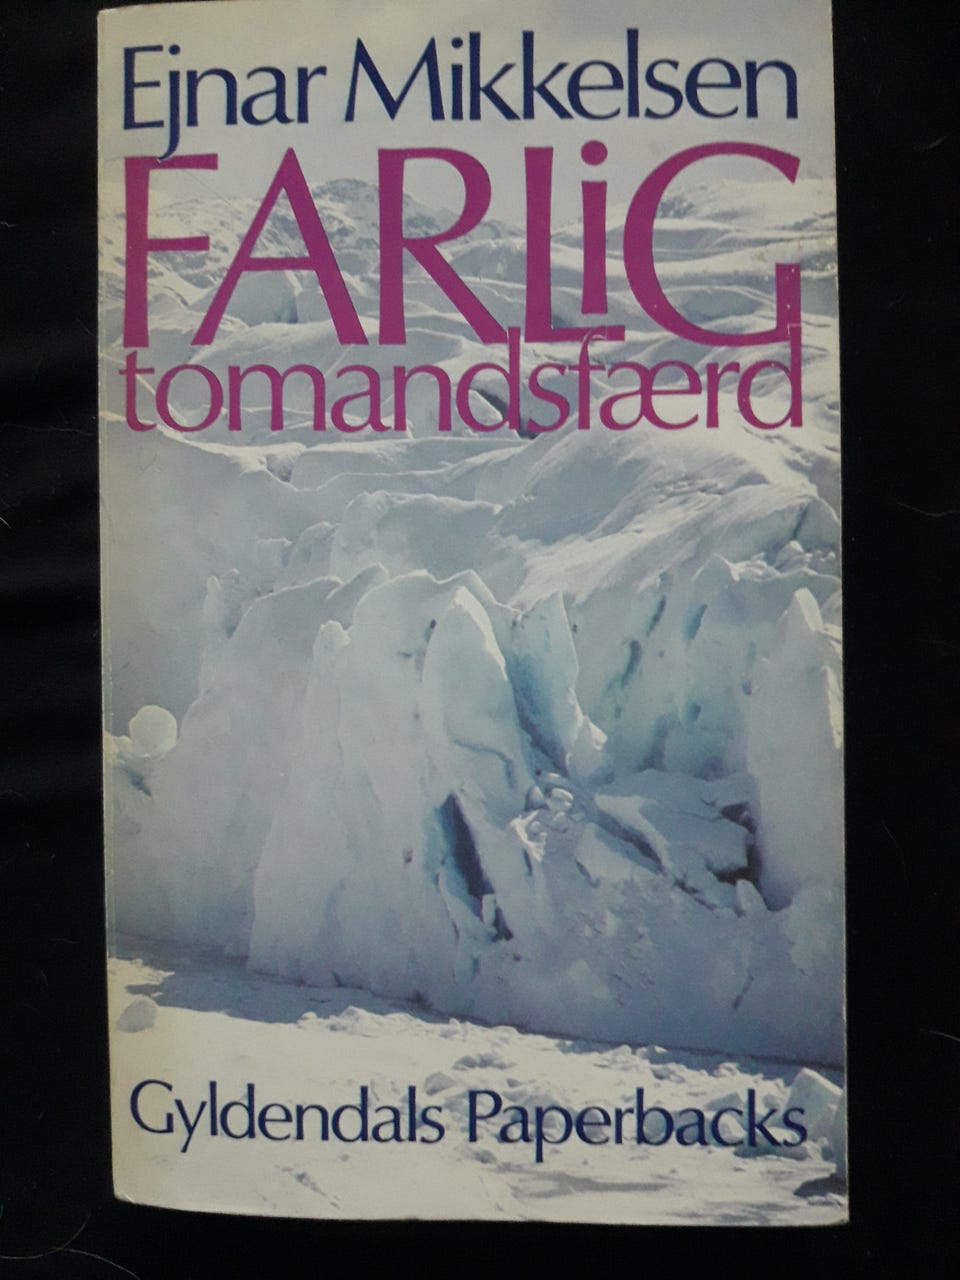 Ejnar Mikkelsen
FARLiG
tomandsfærd
Gyldendals Paperbacks